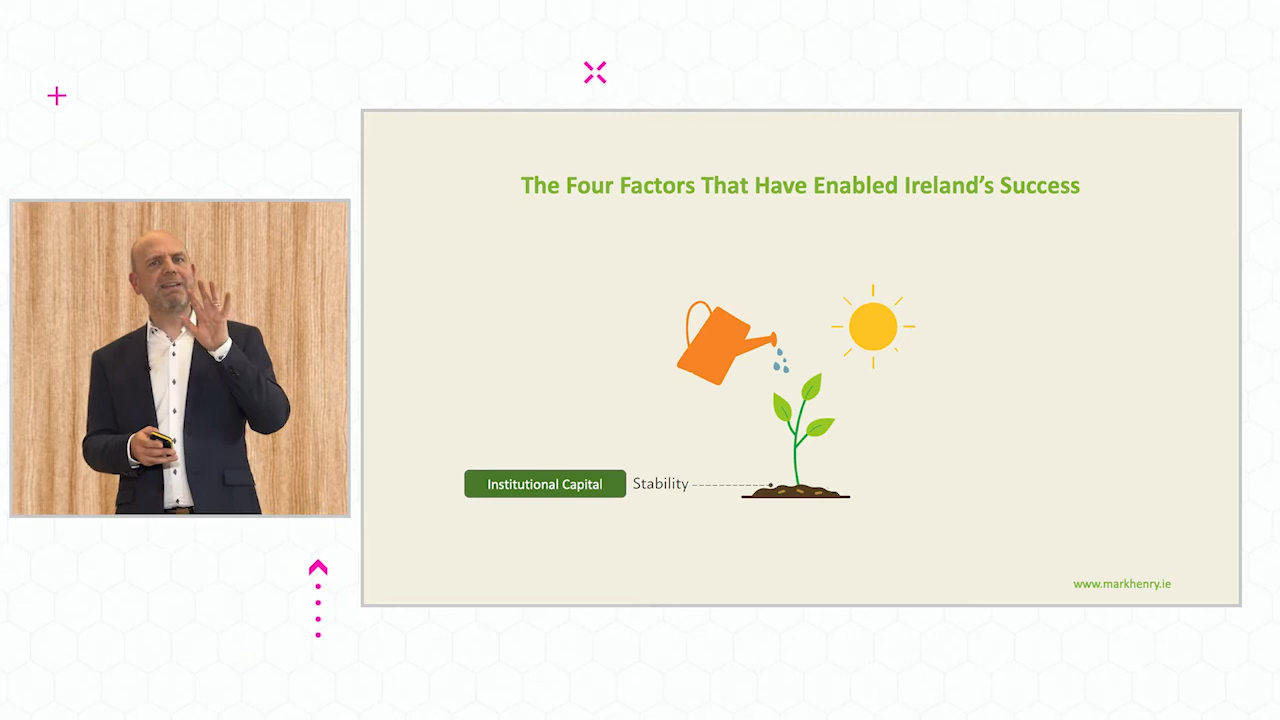 The Four Factors That Have Enabled Ireland’s Success
Institutional Capital Stability
www.markhenry.ie